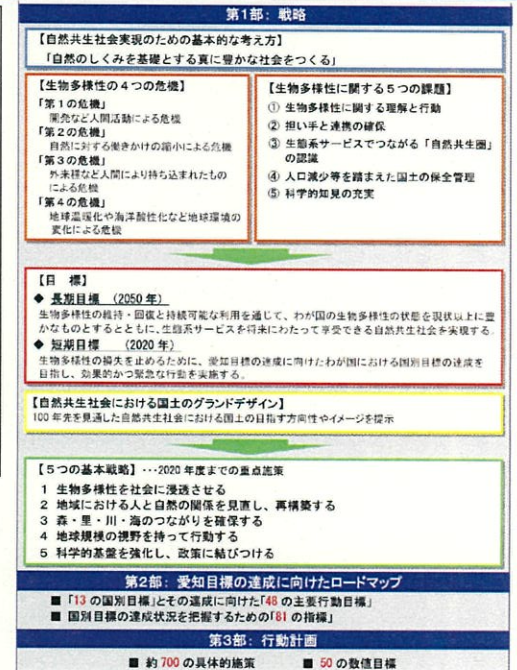 第1部：戦略
【自然共生社会実現のための基本的な考え方】
「自然のしくみを基礎とする真に豊かな社会をつくる」
【生物多様性の４つの危機】
「第１の危機」
開発など人間活動による危機
「第２の危機」
自然に対する働きかけの縮小による危機
「第３の危機」
外来種など人間により持ち込まれたもの
による危機
「第４の危機」
地球温暖化や海洋酸性化など地球環境の
変化による危機
【生物多様性に関する５つの課題】
① 生物多様性に関する理解と行動
② 担い手と連携の確保
③ 生態系サービスでつながる「自然共生圏」
の認識
④ 人口減少等を踏まえた国土の保全管理
⑤ 科学的知見の充実
【目　標】
◆ 長期目標　（2050 年）
生物多様性の維持・回復と持続可能な利用を通じて、わが国の生物多様性の状態を現状以上に豊
かなものとするとともに、生態系サービスを将来にわたって享受できる自然共生社会を実現する。
◆ 短期目標　（2020 年）
生物多様性の損失を止めるために、愛知目標の達成に向けたわが国における国別目標の達成を
目指し、効果的かつ緊急な行動を実施する。
【自然共生社会における国土のグランドデザイン】
100 年先を見通した自然共生社会における国土の目指す方向性やイメージを提示
【５つの基本戦略】･･･2020 年度までの重点施策
1 生物多様性を社会に浸透させる
2 地域における人と自然の関係を見直し、再構築する
3 森・里・川・海のつながりを確保する
4 地球規模の視野を持って行動する
5 科学的基盤を強化し、政策に結びつける
第2部：愛知目標の達成に向けたロードマップ
■「13 の国別目標」とその達成に向けた「48 の主要行動目標」
■ 国別目標の達成状況を把握するための「81 の指標」
第3部：行動計画
■ 約 700 の具体的施策　■ 50 の数値目標